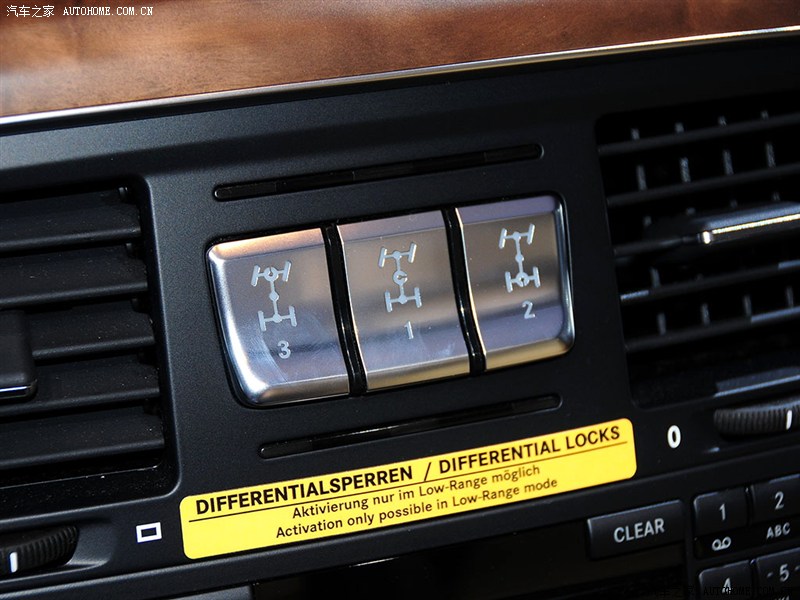 汽车之家 AUTOHOME.COM.CN
3 1 2
DIFFERENTIALSPERREN / DIFFERENTIAL LOCKS
Aktivierung nur im Low-Range möglich
Activation only possible in Low-Range mode
0
CLEAR
1 2
ABC
4 5